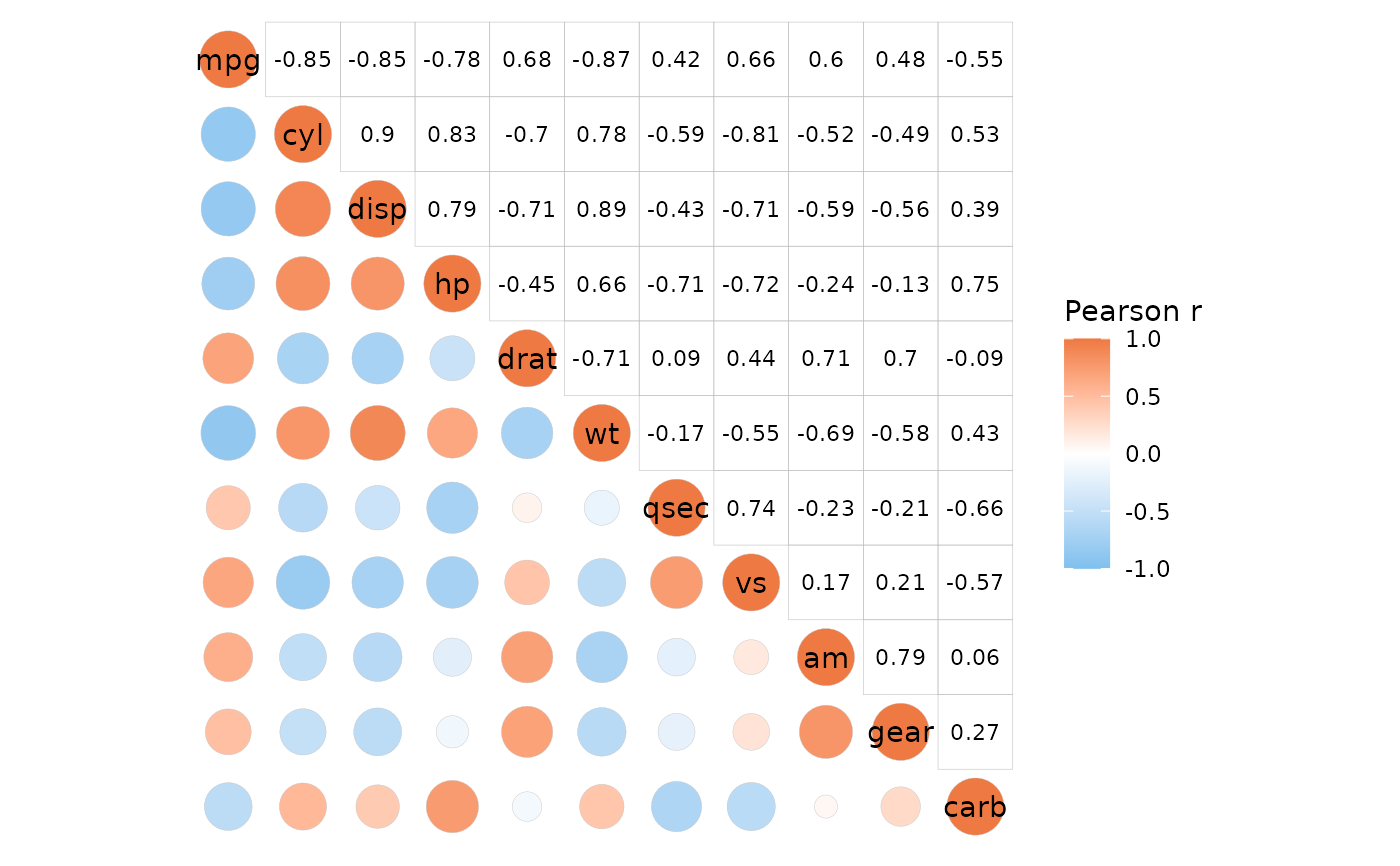 mpg -0.85 -0.85 -0.78 0.68 -0.87 0.42 0.66 0.6 0.48 -0.55
cyl 0.9 0.83 -0.7 0.78 -0.59 -0.81 -0.52 -0.49 0.53
disp 0.79 -0.71 0.89 -0.43 -0.71 -0.59 -0.56 0.39
hp -0.45 0.66 -0.71 -0.72 -0.24 -0.13 0.75
drat -0.71 0.09 0.44 0.71 0.7 -0.09
wt -0.17 -0.55 -0.69 -0.58 0.43
qsec 0.74 -0.23 -0.21 -0.66
vs 0.17 0.21 -0.57
am 0.79 0.06
gear 0.27
carb
Pearson r
1.0
0.5
0.0
-0.5
-1.0